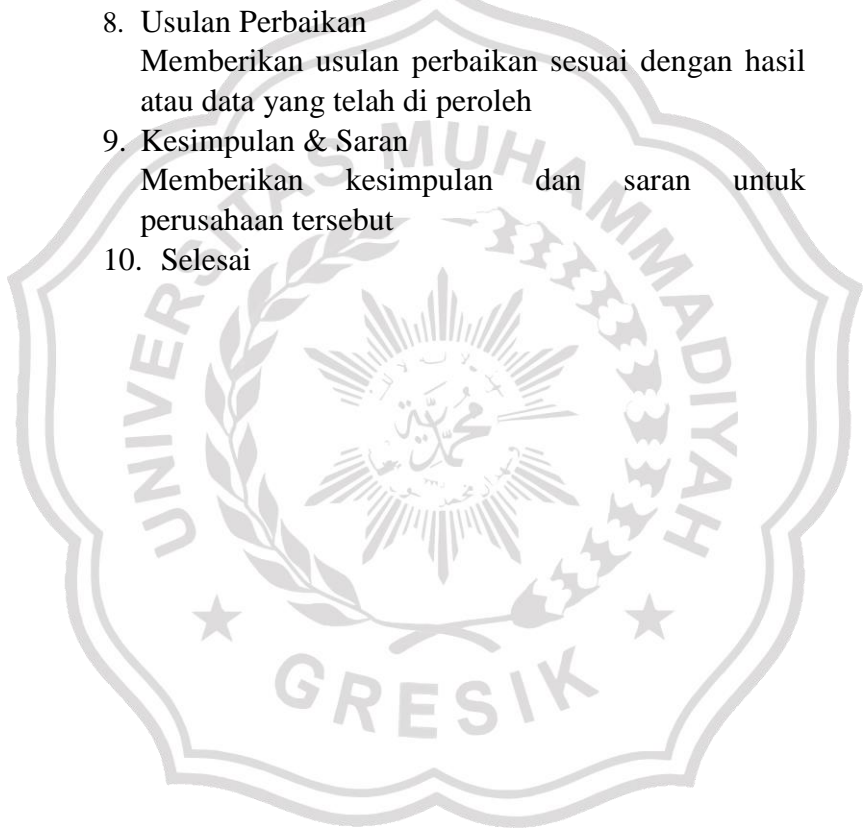 8. Usulan Perbaikan
Memberikan usulan perbaikan sesuai dengan hasil
atau data yang telah di peroleh
9. Kesimpulan & Saran
Memberikan kesimpulan dan saran untuk
perusahaan tersebut
10. Selesai
UNIVERSITAS MUHAMMADIYAH
GRESIK